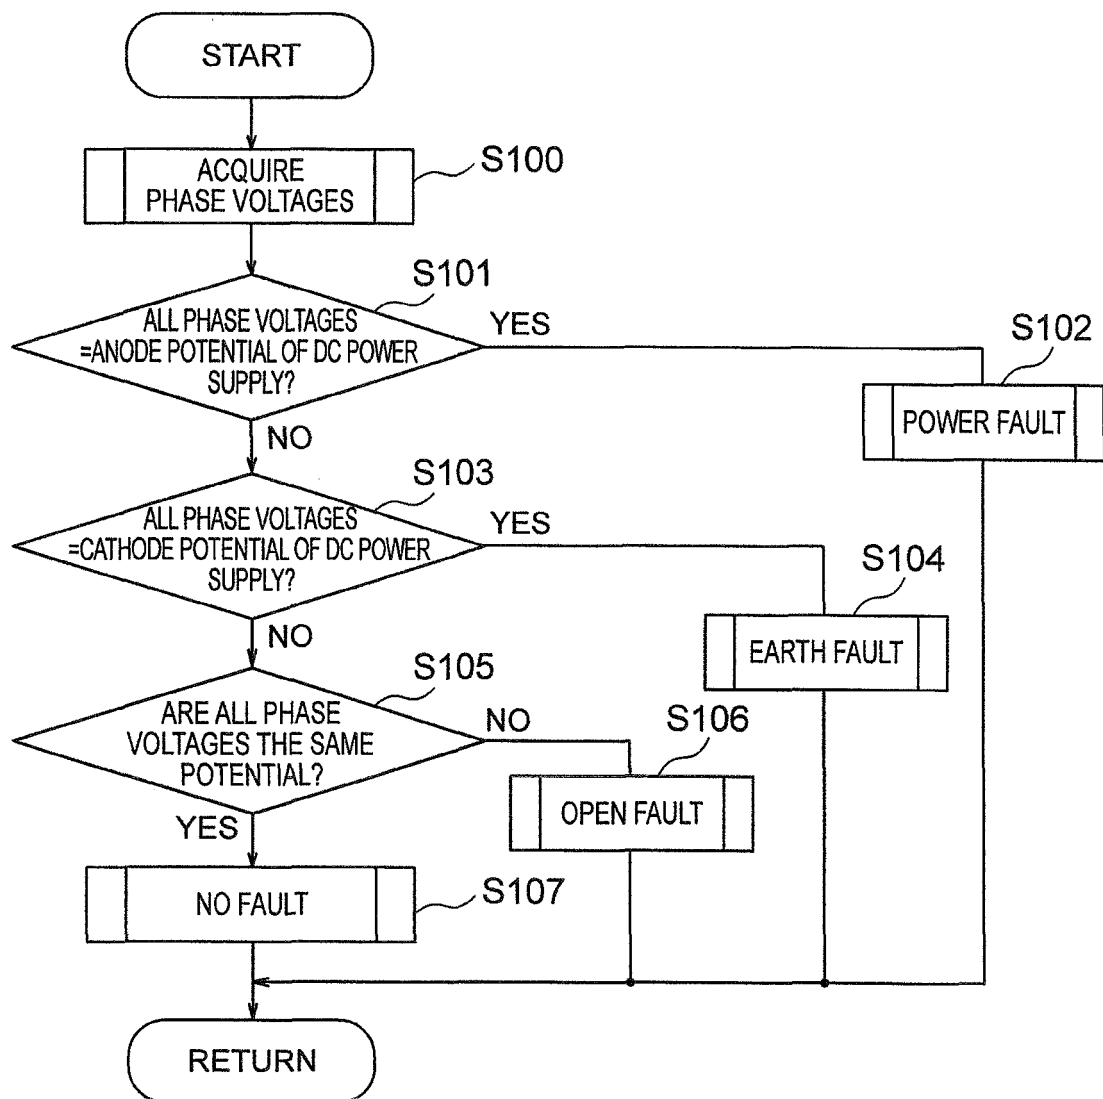 START
ACQUIRE
PHASE VOLTAGES
S100
S101
ALL PHASE VOLTAGES
=ANODE POTENTIAL OF DC POWER
SUPPLY?
YES
S102
POWER FAULT
NO
S103
ALL PHASE VOLTAGES
=CATHODE POTENTIAL OF DC POWER
SUPPLY?
YES
S104
EARTH FAULT
NO
S105
ARE ALL PHASE
VOLTAGES THE SAME
POTENTIAL?
NO
S106
OPEN FAULT
YES
NO FAULT
S107
RETURN